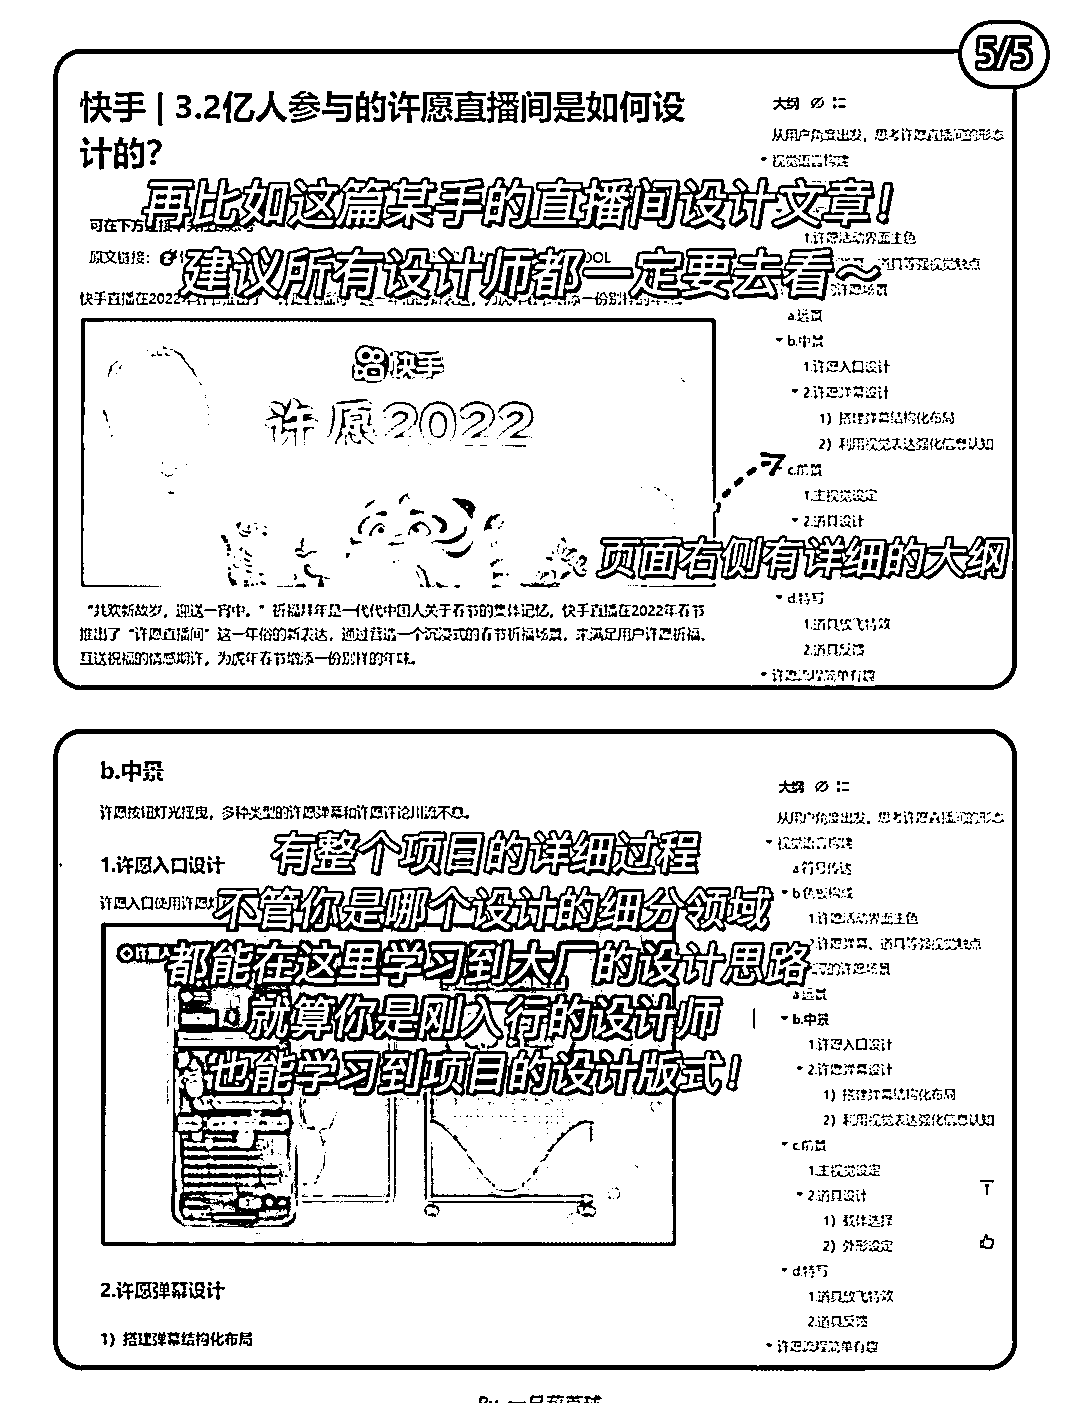 5/5
快手 | 3.2亿人参与的许愿直播间是如何设
计的？
再比如这篇某手的直播间设计文章！
可在下方
原文链接：
建议所有设计师都一定要去看～
快手直播在2022年
快手
许愿2022
页面右侧有详细的大纲
“共欢新故岁，迎送一宵中。”祈福拜年是一代代中国人关于春节的集体记忆，快手直播在2022年春节
推出了“许愿直播间”这一年俗的新表达，通过营造一个沉浸式的春节祈福场景，来满足用户许愿祈福、
互送祝福的情感期许，为虎年春节增添一份别样的年味。
大纲
从用户角度出发，思考许愿直播间的形态
视觉语言构建
1.许愿活动界面主色
a.远景
b.中景
1.许愿入口设计
2.许愿弹幕设计
1）搭建弹幕结构化布局
2）利用视觉表达强化信息认知
c.前景
1.主视觉设定
2.道具设计
d.特写
1.道具放飞特效
2.道具反馈
许愿流程简单有趣
b.中景
许愿按钮灯光摇曳，多种类型的许愿弹幕和许愿评论川流不息。
有整个项目的详细过程
1.许愿入口设计
许愿入口使用许愿
不管你是哪个设计的细分领域
都能在这里学习到大厂的设计思路
就算你是刚入行的设计师
也能学习到项目的设计版式！
2.许愿弹幕设计
1）搭建弹幕结构化布局
大纲
从用户角度出发，思考许愿直播间的形态
视觉语言构建
a.符号传达
b.色彩构成
1.许愿活动界面主色
许愿弹幕、道具等强视觉触点
a.远景
b.中景
1.许愿入口设计
2.许愿弹幕设计
1）搭建弹幕结构化布局
2）利用视觉表达强化信息认知
c.前景
1.主视觉设定
2.道具设计
1）载体选择
2）外形设定
d.特写
1.道具放飞特效
2.道具反馈
许愿流程简单有趣